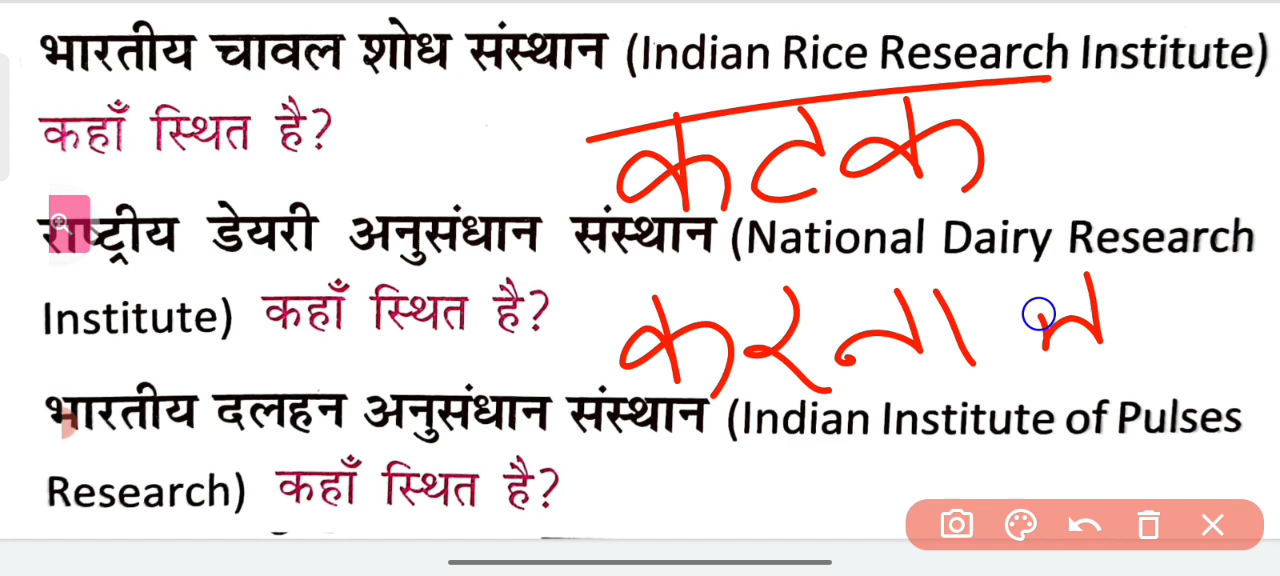 भारतीय चावल शोध संस्थान (Indian Rice Research Institute)
कहाँ स्थित है?
कटक
राष्ट्रीय डेयरी अनुसंधान संस्थान (National Dairy Research
Institute) कहाँ स्थित है?
करना
भारतीय दलहन अनुसंधान संस्थान (Indian Institute of Pulses
Research) कहाँ स्थित है?